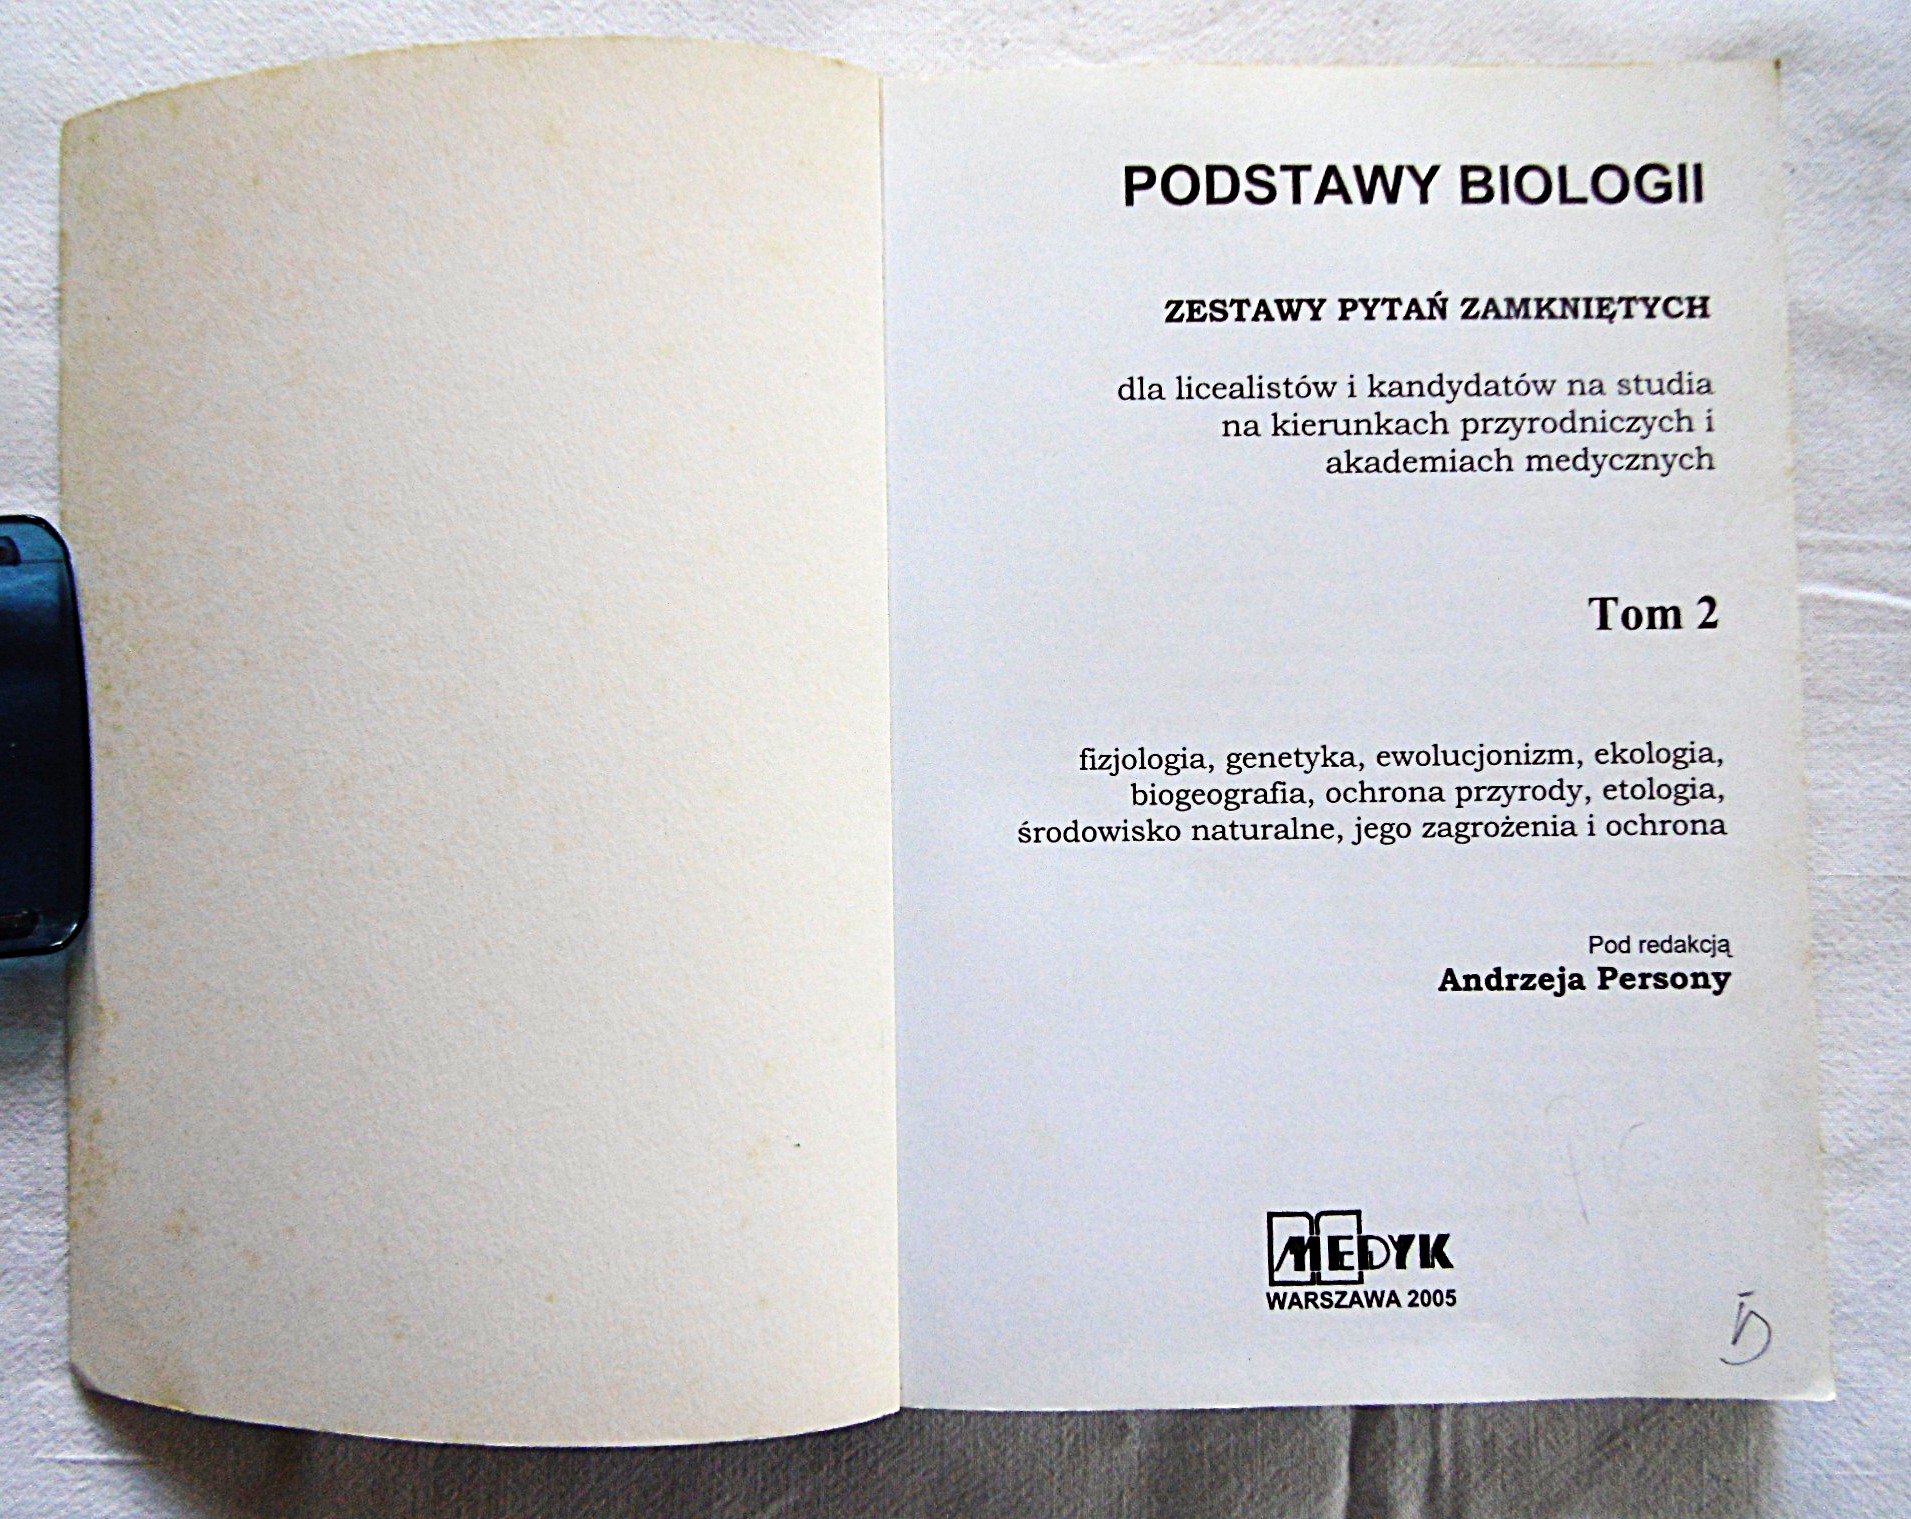 PODSTAWY BIOLOGII
ZESTAWY PYTAŃ ZAMKNIĘTYCH
dla licealistów i kandydatów na studia
na kierunkach przyrodniczych i
akademiach medycznych
Tom 2
fizjologia, genetyka, ewolucjonizm, ekologia,
biogeografia, ochrona przyrody, etologia,
środowisko naturalne, jego zagrożenia i ochrona
Pod redakcją
Andrzeja Persony
MEDYK
WARSZAWA 2005